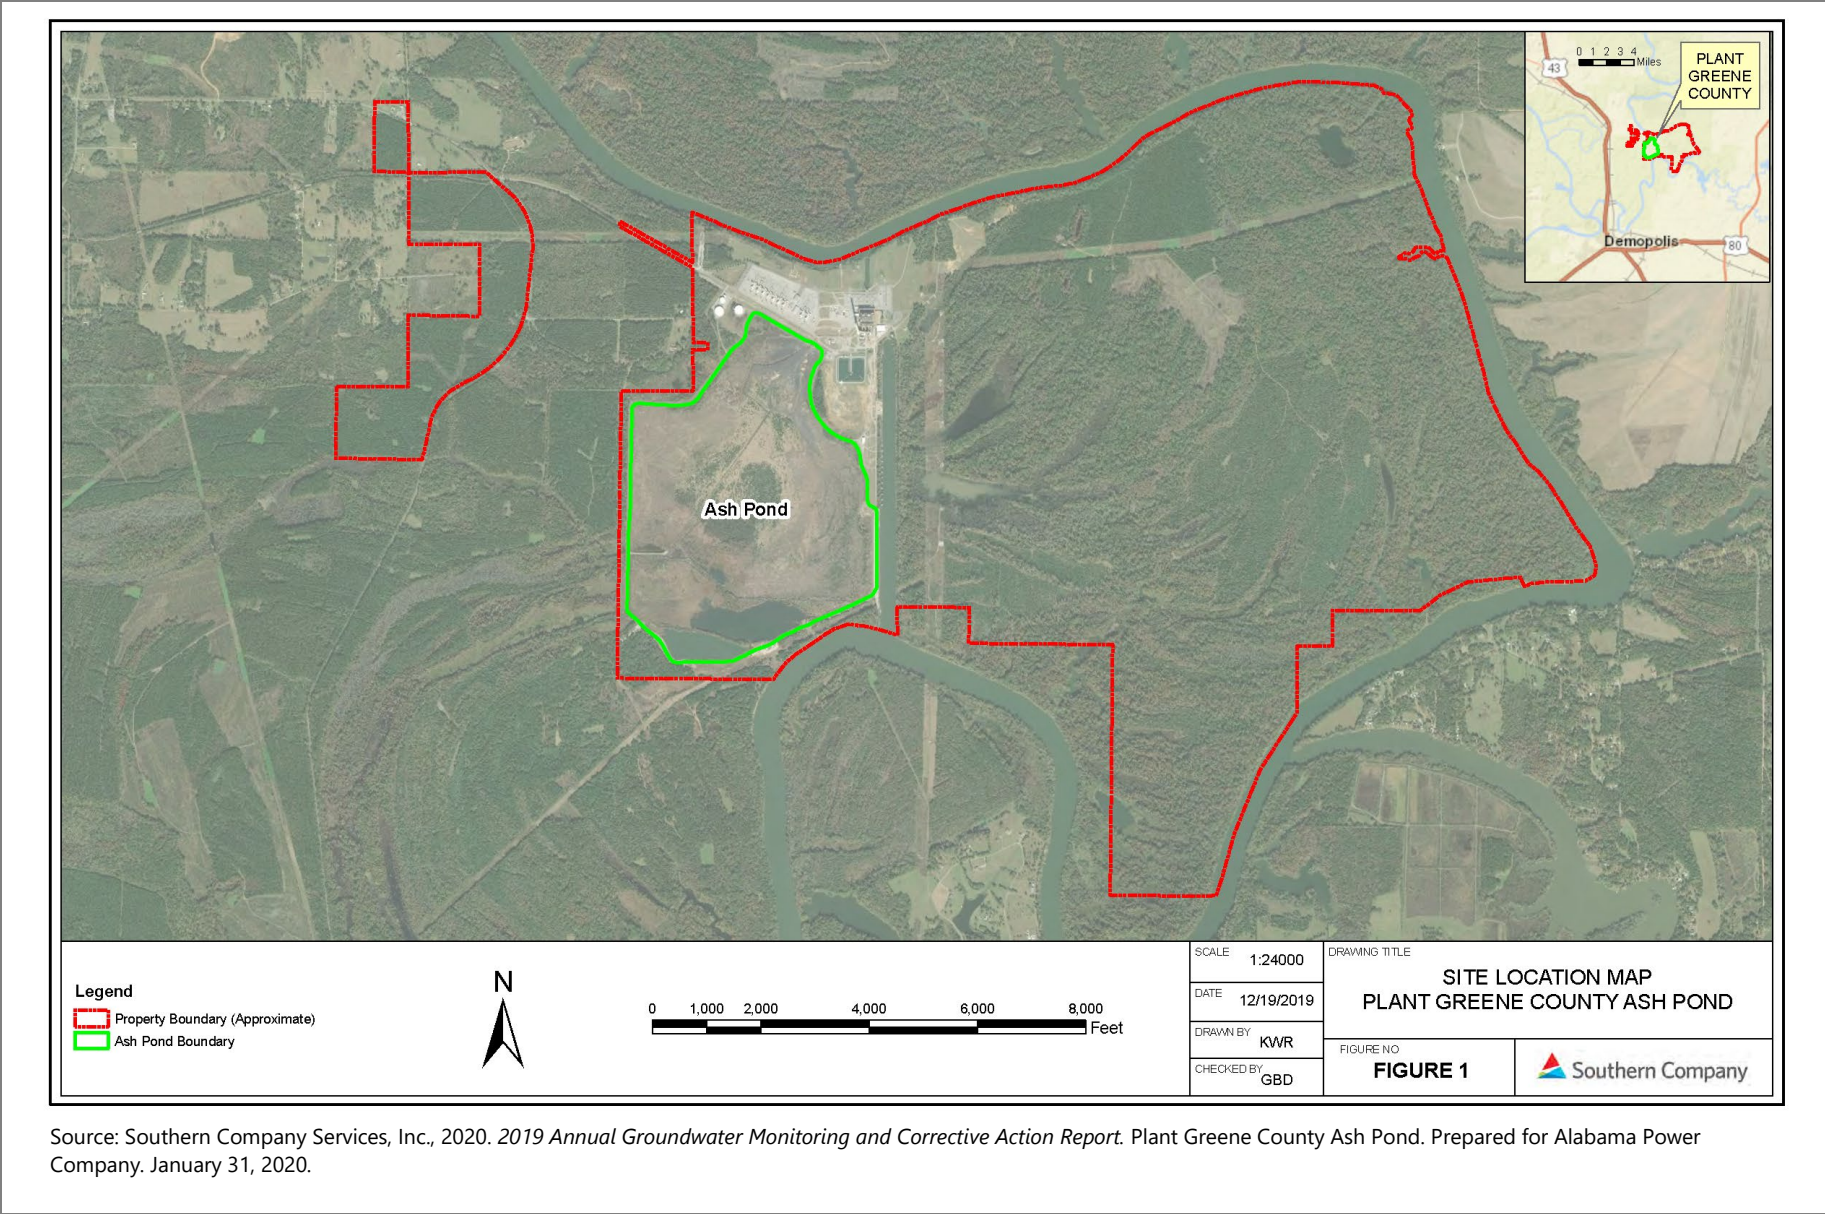 0 1 2 3 4
Miles
PLANT
GREENE
COUNTY
43
Demopolis
80
Ash Pond
Legend
Property Boundary (Approximate)
Ash Pond Boundary
N
0 1,000 2,000 4,000 6,000 8,000
Feet
SCALE 1:24000
DATE 12/19/2019
DRAWN BY KWR
CHECKED BY GBD
DRAWING TITLE
SITE LOCATION MAP
PLANT GREENE COUNTY ASH POND
FIGURE NO
FIGURE 1
Southern Company
Source: Southern Company Services, Inc., 2020. 2019 Annual Groundwater Monitoring and Corrective Action Report. Plant Greene County Ash Pond. Prepared for Alabama Power
Company. January 31, 2020.